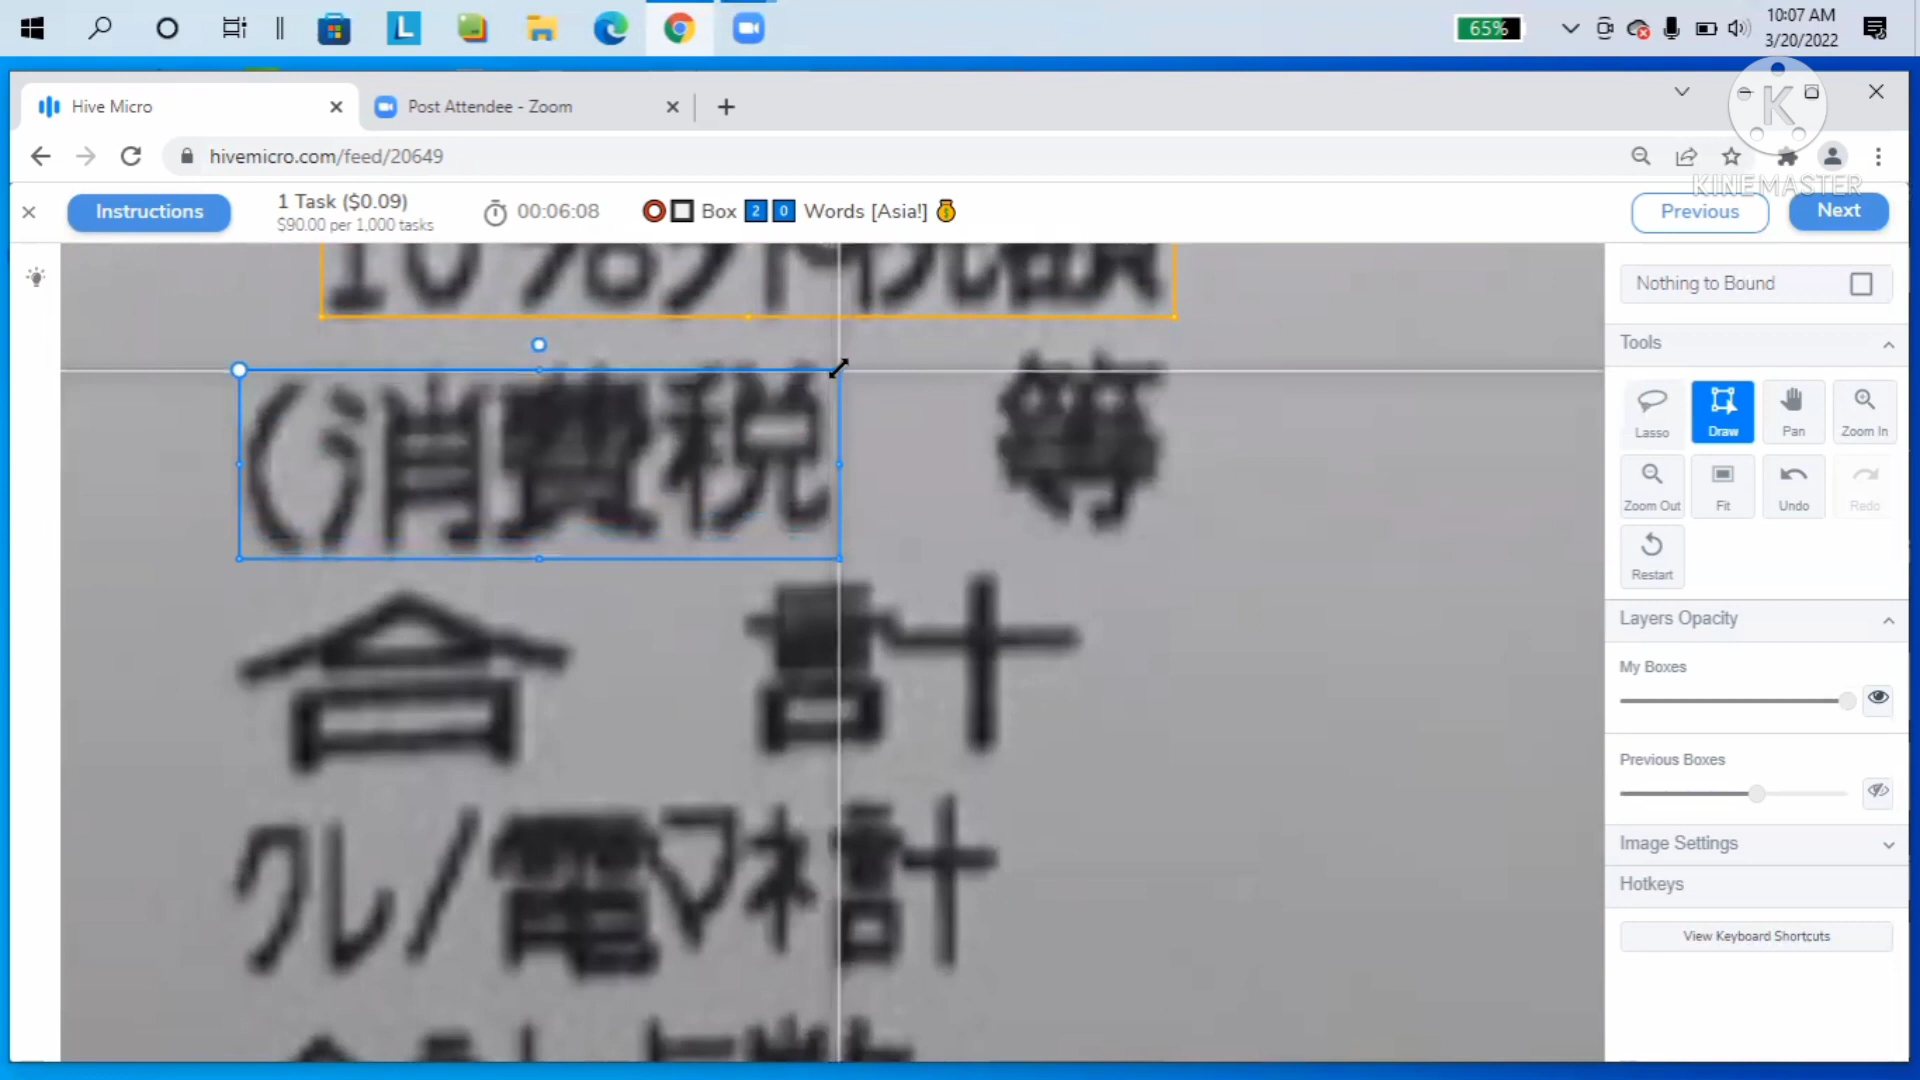 65%
10:07 AM
3/20/2022
Hive Micro
Post Attendee - Zoom
hivemicro.com/feed/20649
KINEMASTER
Instructions
1 Task ($0.09)
$90.00 per 1,000 tasks
00:06:08
Box 2 0 Words [Asia!]
Previous
Next
10%外税額
(消費税 等
合 計
クレ/電マネ計
Nothing to Bound
Tools
Lasso
Draw
Pan
Zoom In
Zoom Out
Fit
Undo
Redo
Restart
Layers Opacity
My Boxes
Previous Boxes
Image Settings
Hotkeys
View Keyboard Shortcuts